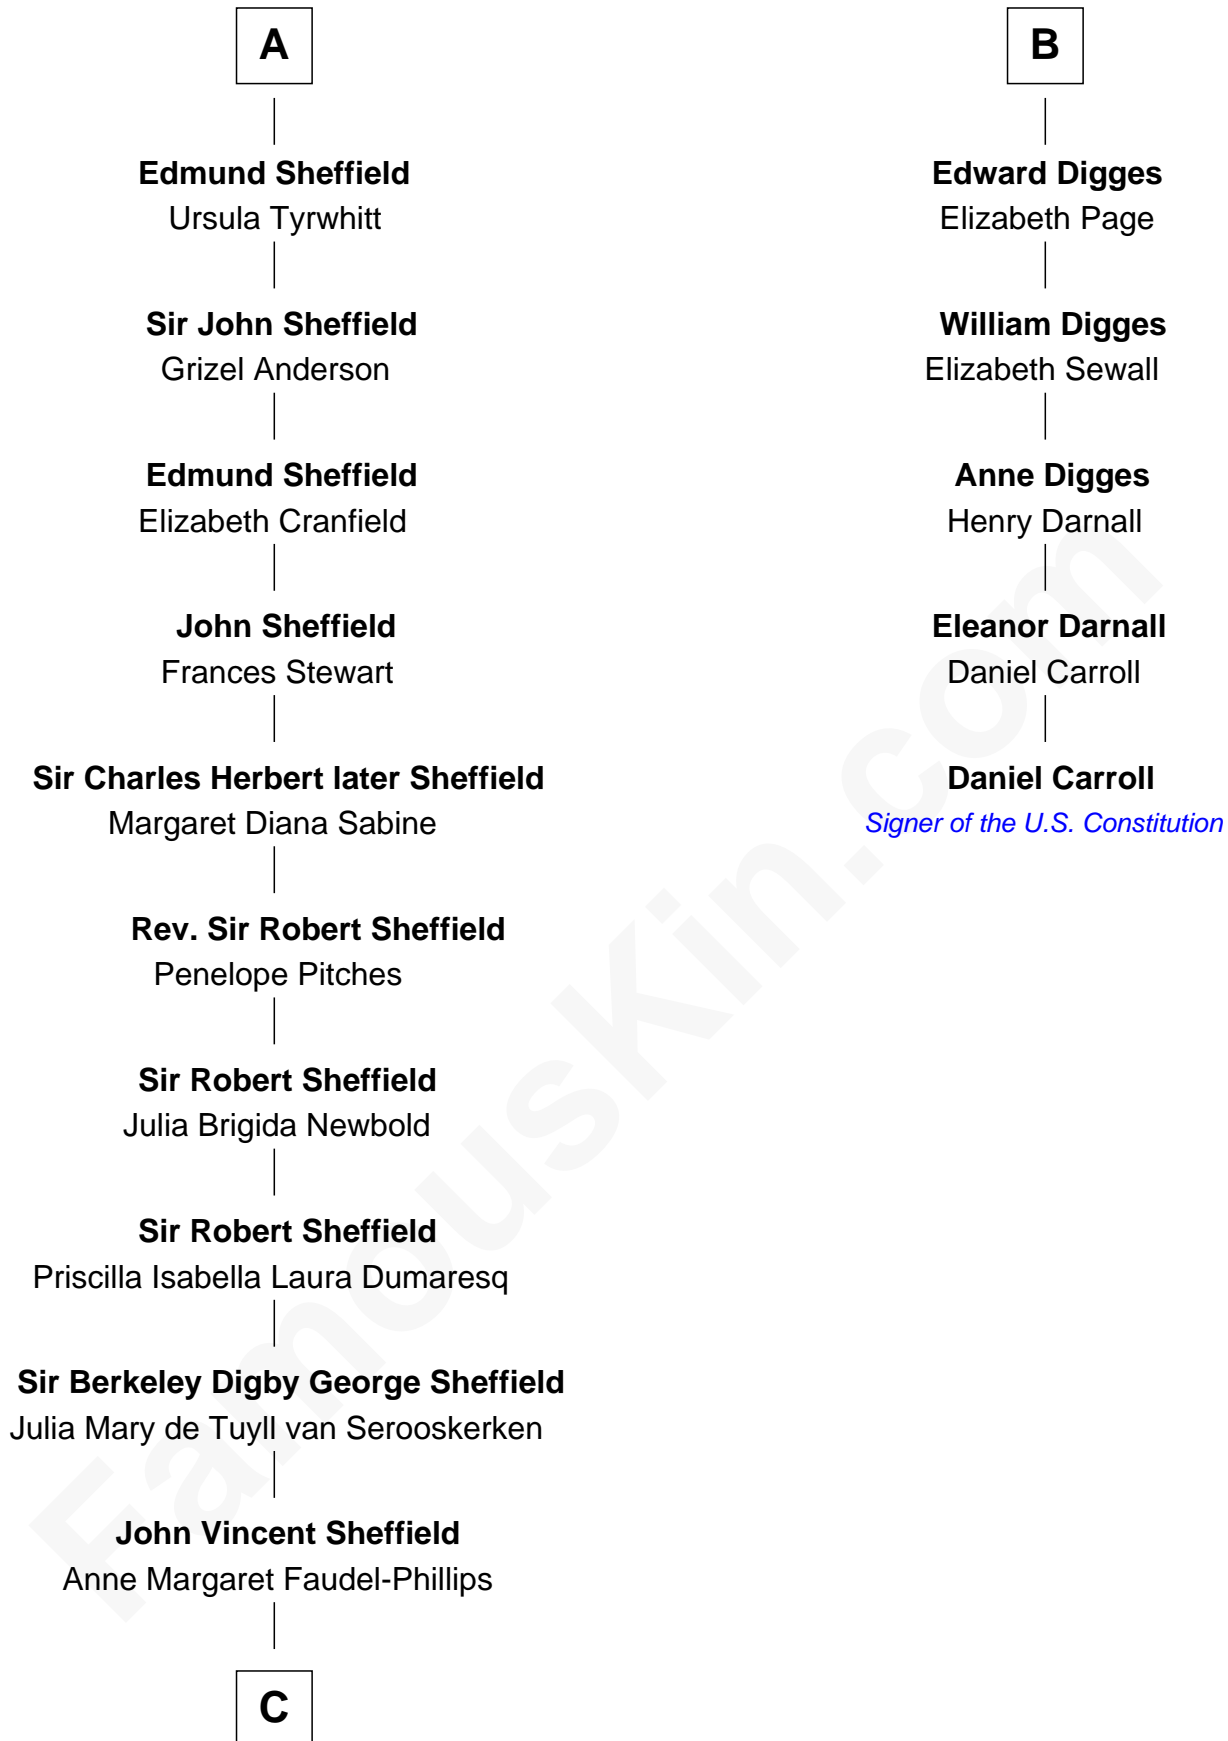 A
Edmund Sheffield
Ursula Tyrwhitt
Sir John Sheffield
Grizel Anderson
Edmund Sheffield
Elizabeth Cranfield
John Sheffield
Frances Stewart
Sir Charles Herbert later Sheffield
Margaret Diana Sabine
Rev. Sir Robert Sheffield
Penelope Pitches
Sir Robert Sheffield
Julia Brigida Newbold
Sir Robert Sheffield
Priscilla Isabella Laura Dumaresq
Sir Berkeley Digby George Sheffield
Julia Mary de Tuyll van Serooskerken
John Vincent Sheffield
Anne Margaret Faudel-Phillips
C
B
Edward Digges
Elizabeth Page
William Digges
Elizabeth Sewall
Anne Digges
Henry Darnall
Eleanor Darnall
Daniel Carroll
Daniel Carroll
Signer of the U.S. Constitution
FamousKin.com